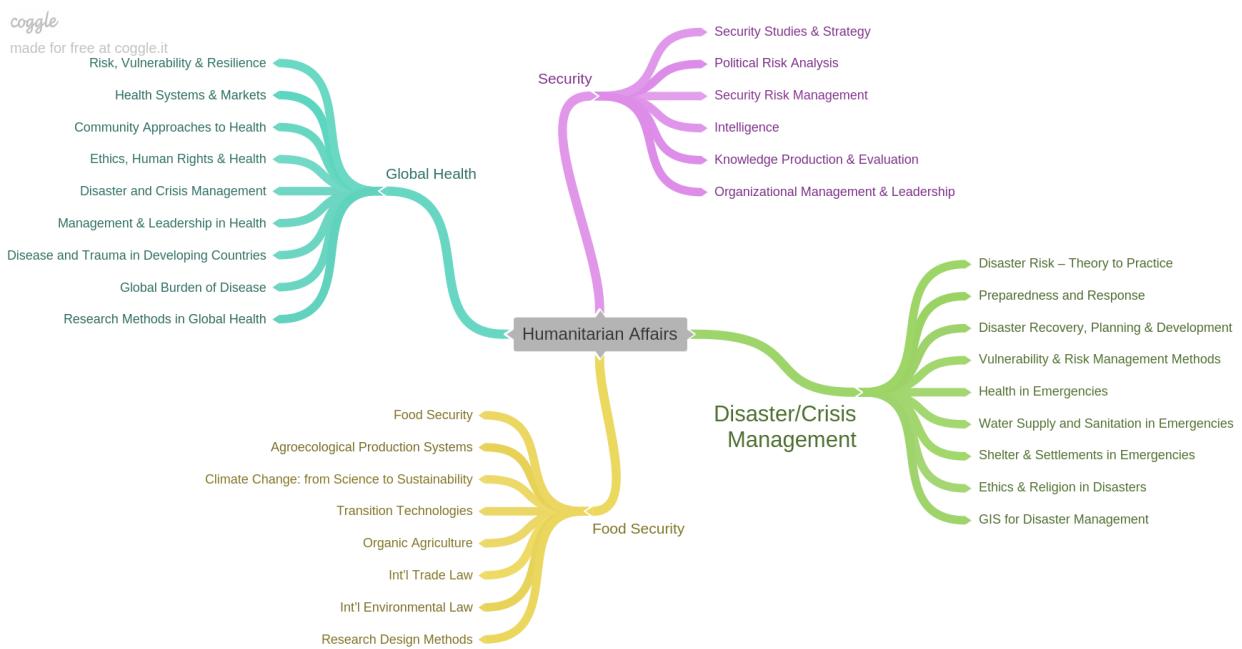 coggle
made for free at coggle.it
Risk, Vulnerability & Resilience
Health Systems & Markets
Community Approaches to Health
Ethics, Human Rights & Health
Disaster and Crisis Management
Management & Leadership in Health
Disease and Trauma in Developing Countries
Global Burden of Disease
Research Methods in Global Health
Global Health
Security
Security Studies & Strategy
Political Risk Analysis
Security Risk Management
Intelligence
Knowledge Production & Evaluation
Organizational Management & Leadership
Humanitarian Affairs
Disaster/Crisis
Management
Disaster Risk – Theory to Practice
Preparedness and Response
Disaster Recovery, Planning & Development
Vulnerability & Risk Management Methods
Health in Emergencies
Water Supply and Sanitation in Emergencies
Shelter & Settlements in Emergencies
Ethics & Religion in Disasters
GIS for Disaster Management
Food Security
Agroecological Production Systems
Climate Change: from Science to Sustainability
Transition Technologies
Organic Agriculture
Int'l Trade Law
Int'l Environmental Law
Research Design Methods
Food Security